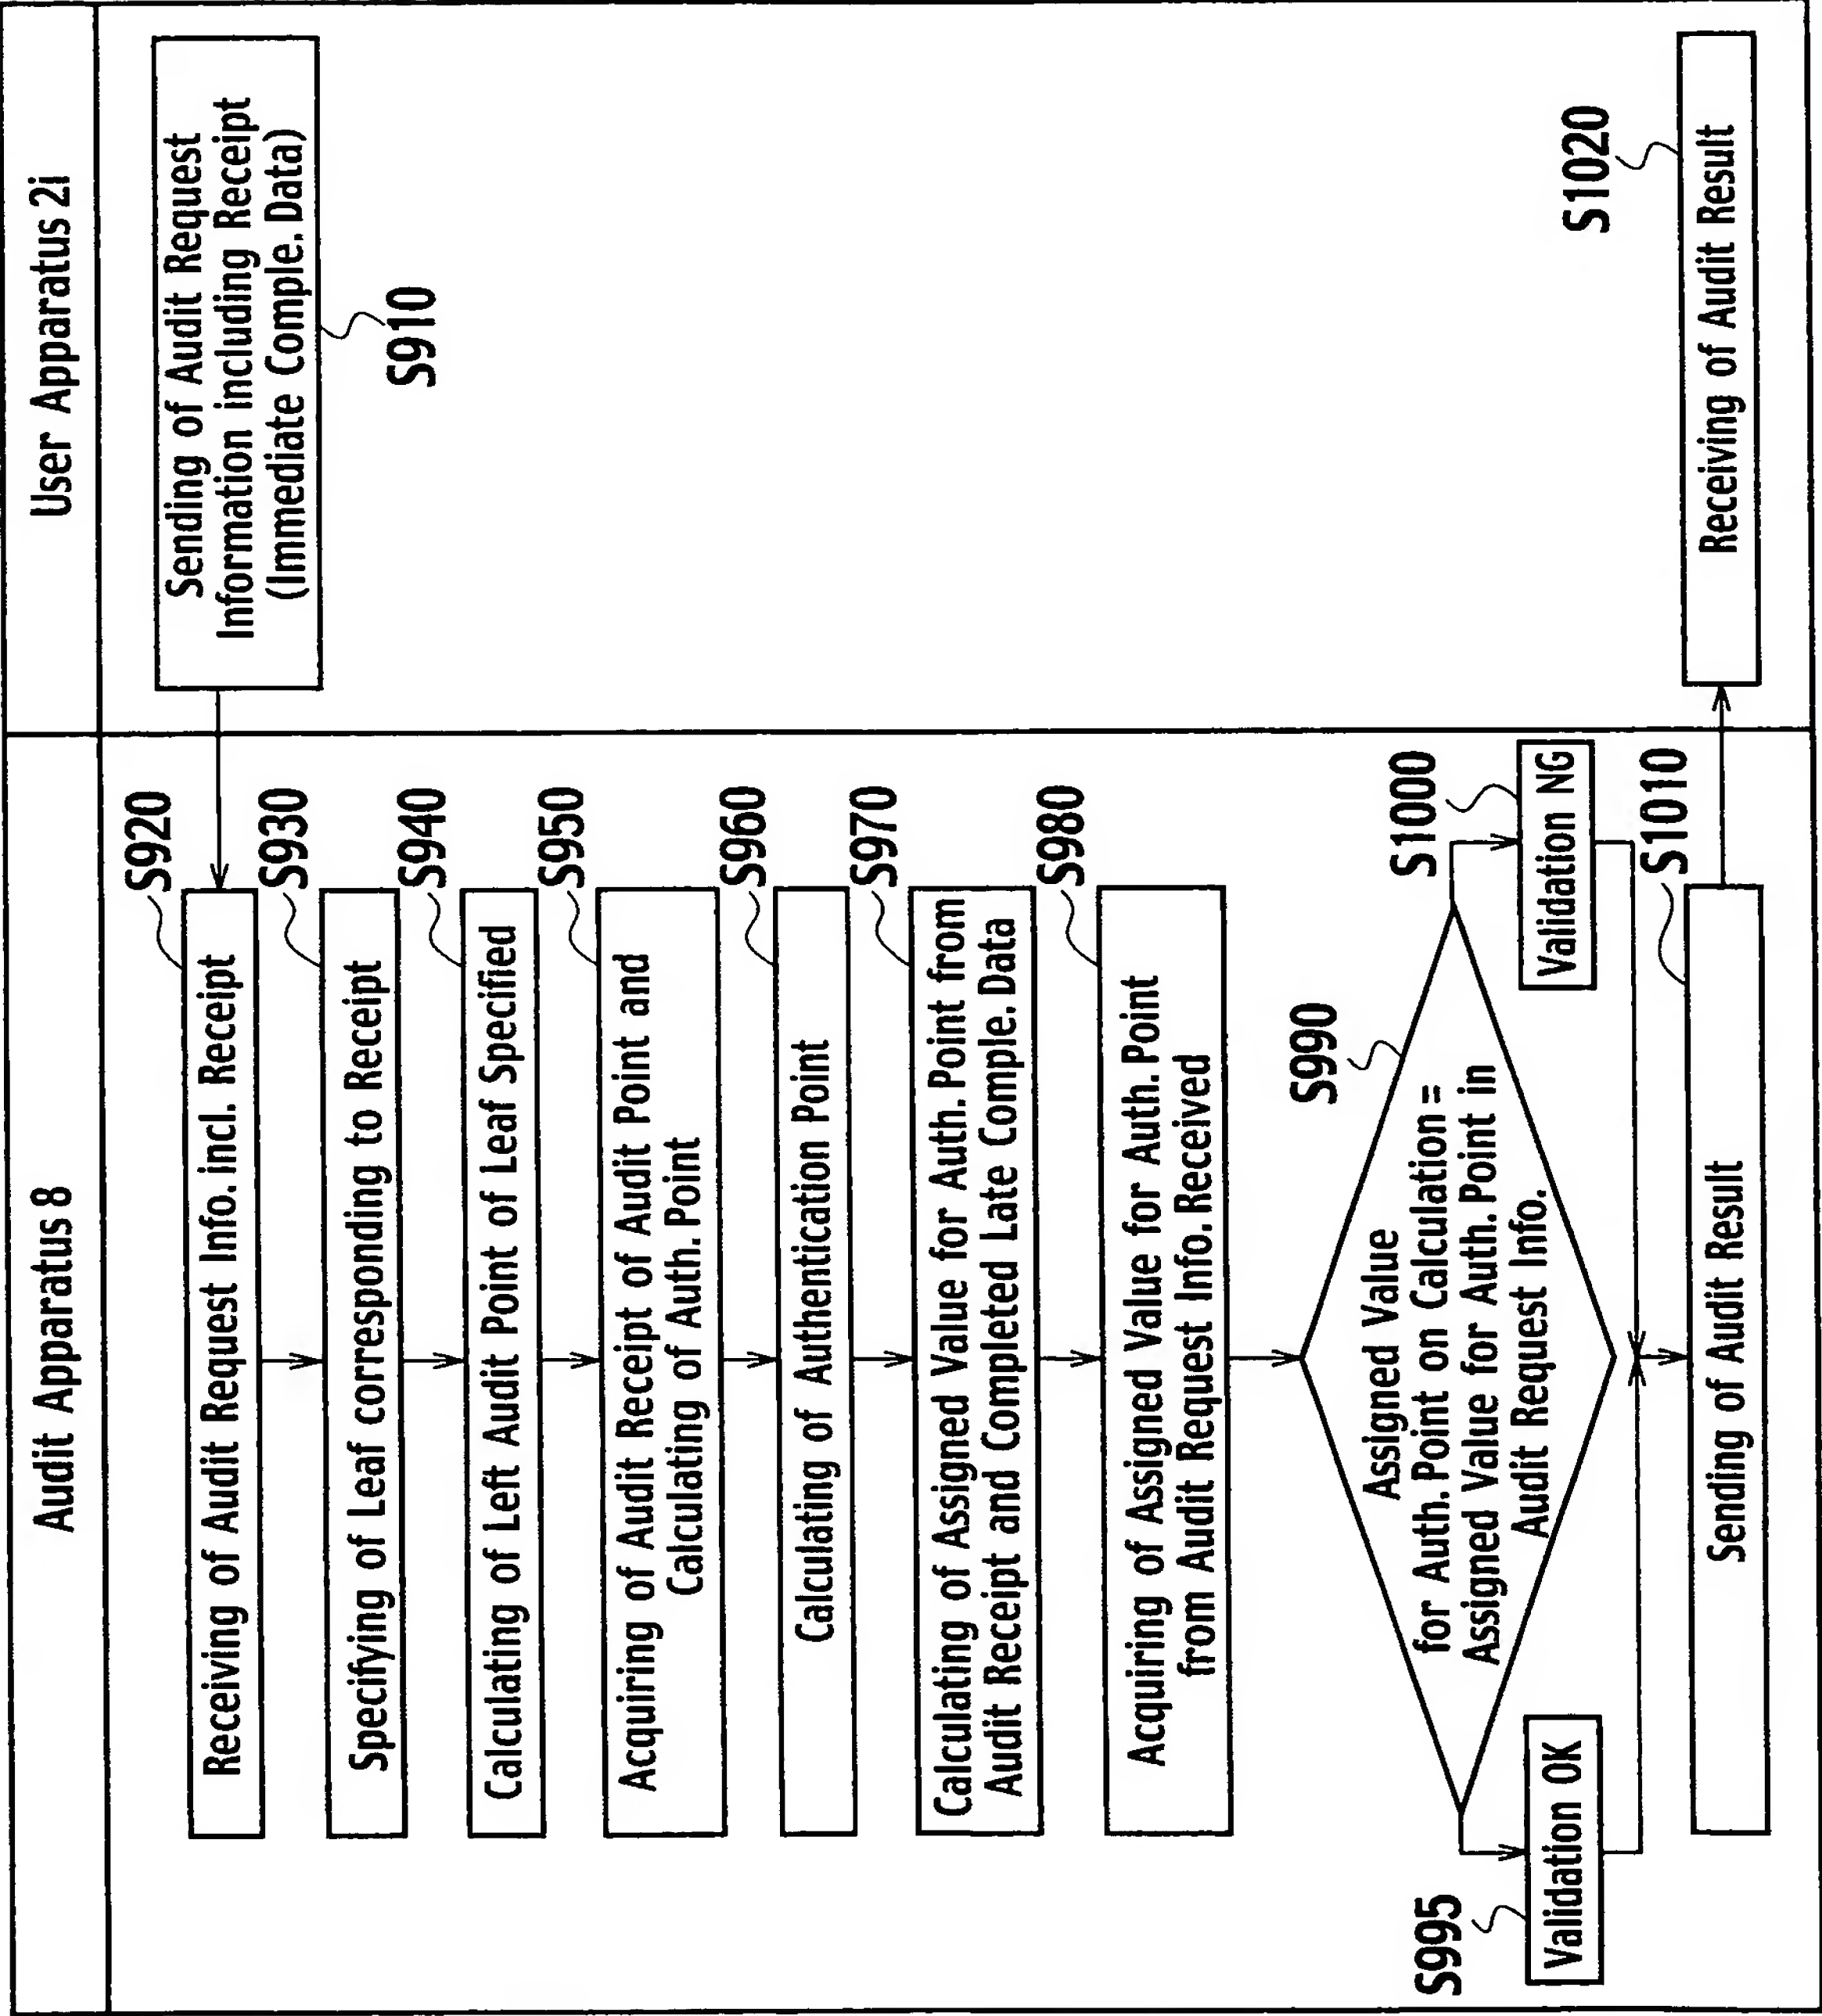 Audit Apparatus 8
User Apparatus 2i
Sending of Audit Request
Information including Receipt
(Immediate Comple. Data)
S910
S920
Receiving of Audit Request Info. incl. Receipt
S930
Specifying of Leaf corresponding to Receipt
S940
Calculating of Left Audit Point of Leaf Specified
S950
Acquiring of Audit Receipt of Audit Point and
Calculating of Auth. Point
S960
Calculating of Authentication Point
S970
Calculating of Assigned Value for Auth. Point from
Audit Receipt and Completed Late Comple. Data
S980
Acquiring of Assigned Value for Auth. Point
from Audit Request Info. Received
S990
Assigned Value
for Auth. Point on Calculation =
Assigned Value for Auth. Point in
Audit Request Info.
S995
Validation OK
S1000
Validation NG
S1010
Sending of Audit Result
S1020
Receiving of Audit Result